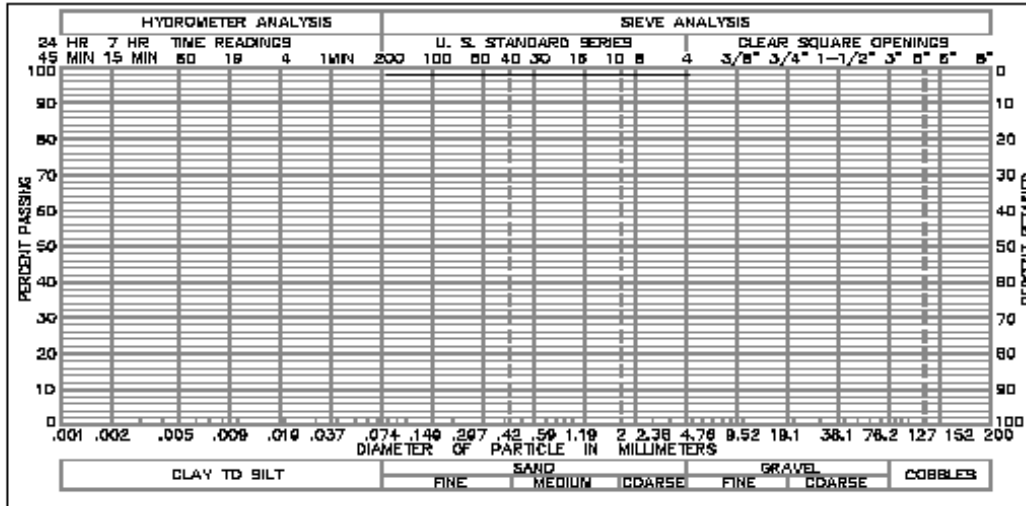 HYDROMETER ANALYSIS SIEVE ANALYSIS
24 HR 7 HR TIME READINGS U. S. STANDARD SERIES CLEAR SQUARE OPENINGS
45 MIN 15 MIN 60 19 4 1MIN 200 100 50 40 30 16 10 8 4 3/8" 3/4" 1-1/2" 3" 5" 6" 8"
100 0
90 10
80 20
70 30
60 40
50 50
40 60
30 70
20 80
10 90
0 100
PERCENT PASSING
PERCENT RETAINED
.001 .002 .005 .009 .019 .037 .074 .149 .297 .42 .59 1.19 2 2.38 4.76 9.52 19.1 38.1 76.2 127 152 200
DIAMETER OF PARTICLE IN MILLIMETERS
CLAY TO SILT SAND GRAVEL COBBLES
FINE MEDIUM COARSE FINE COARSE